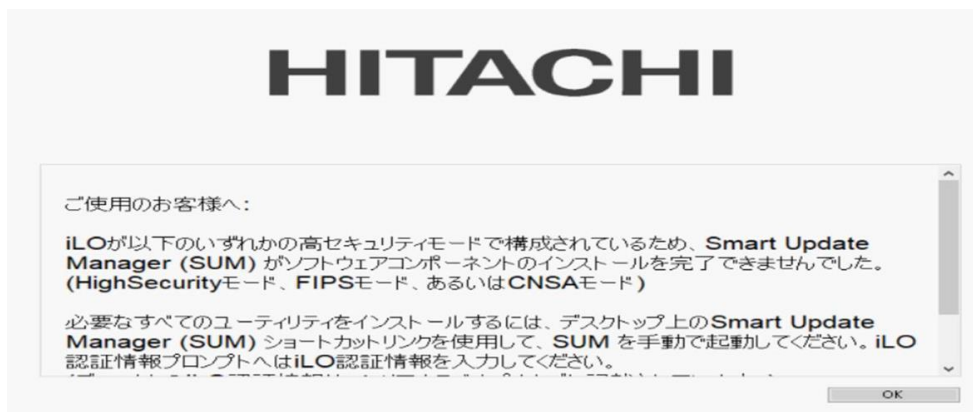 HITACHI
ご使用のお客様へ:
iLOが以下のいずれかの高セキュリティモードで構成されているため、Smart Update
Manager (SUM) がソフトウェアコンポーネントのインストールを完了できませんでした。
(HighSecurityモード、FIPSモード、あるいはCNSAモード)
必要なすべてのユーティリティをインストールするには、デスクトップ上のSmart Update
Manager (SUM) ショートカットリンクを使用して、SUM を手動で起動してください。iLO
認証情報プロンプトへはiLO認証情報を入力してください。
OK